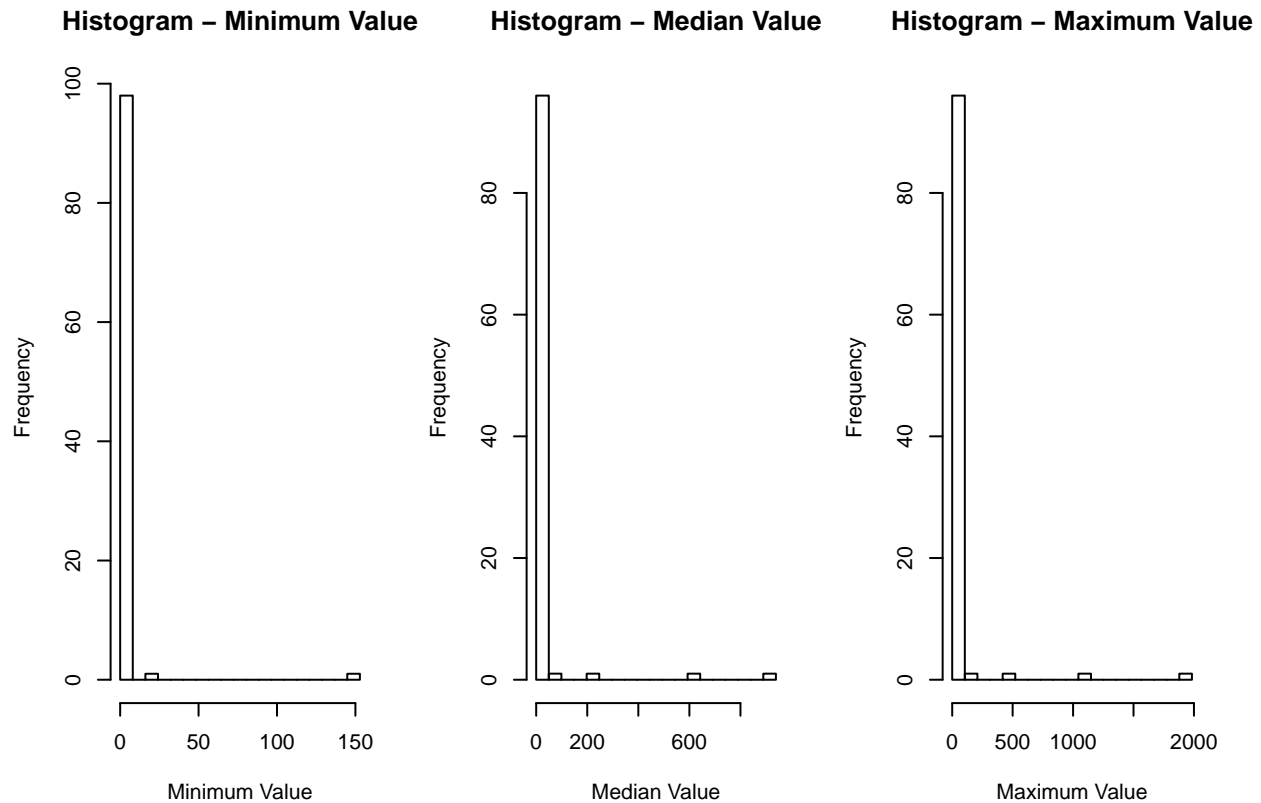 Histogram – Minimum Value
Frequency
100
80
60
40
20
0
0 50 100 150
Minimum Value
Histogram – Median Value
Frequency
80
60
40
20
0
0 200 600
Median Value
Histogram – Maximum Value
Frequency
80
60
40
20
0
0 500 1000 2000
Maximum Value